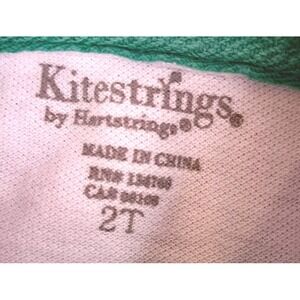 Kitestrings®
by Hartstrings®
MADE IN CHINA
RN#
CA#
2T